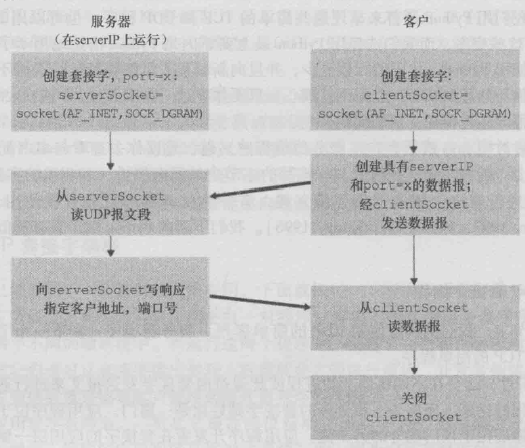 服务器
（在serverIP上运行）
创建套接字，port=x:
serverSocket=
socket(AF_INET,SOCK_DGRAM)
从serverSocket
读UDP报文段
向serverSocket写响应
指定客户地址，端口号
客户
创建套接字:
clientSocket=
socket(AF_INET,SOCK_DGRAM)
创建具有serverIP
和port=x的数据报；
经clientSocket
发送数据报
从clientSocket
读数据报
关闭
clientSocket